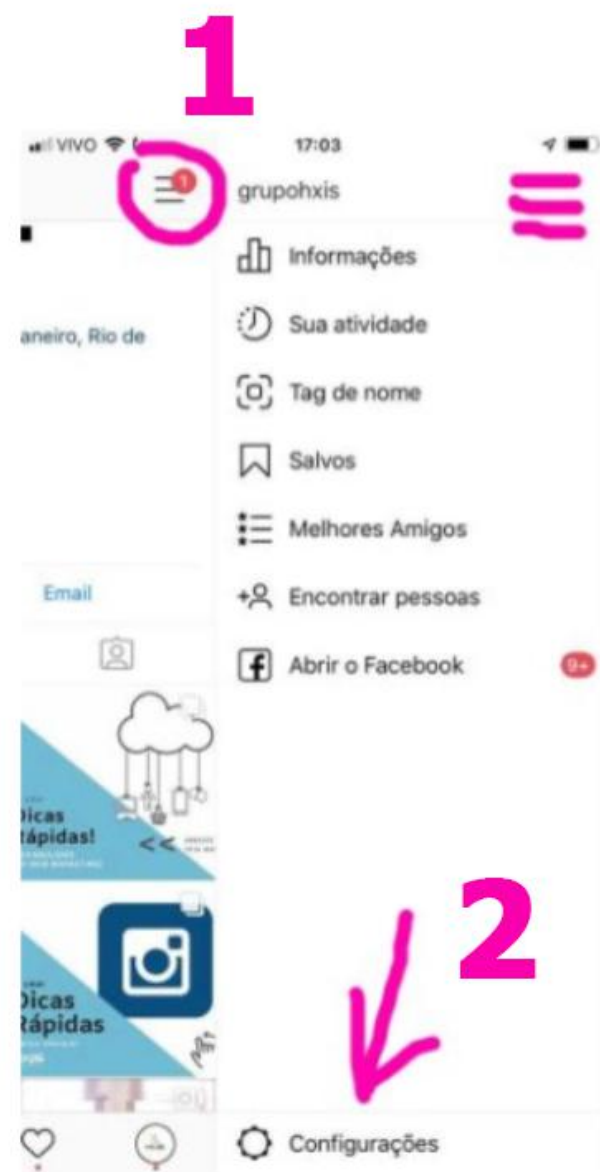 1
VIVO
17:03
1
grupohxis
Informações
Sua atividade
aneiro, Rio de
Tag de nome
Salvos
Melhores Amigos
Email
Encontrar pessoas
Abrir o Facebook
9+
Dicas
Rápidas!
<<
2
Dicas
Rápidas
Configurações